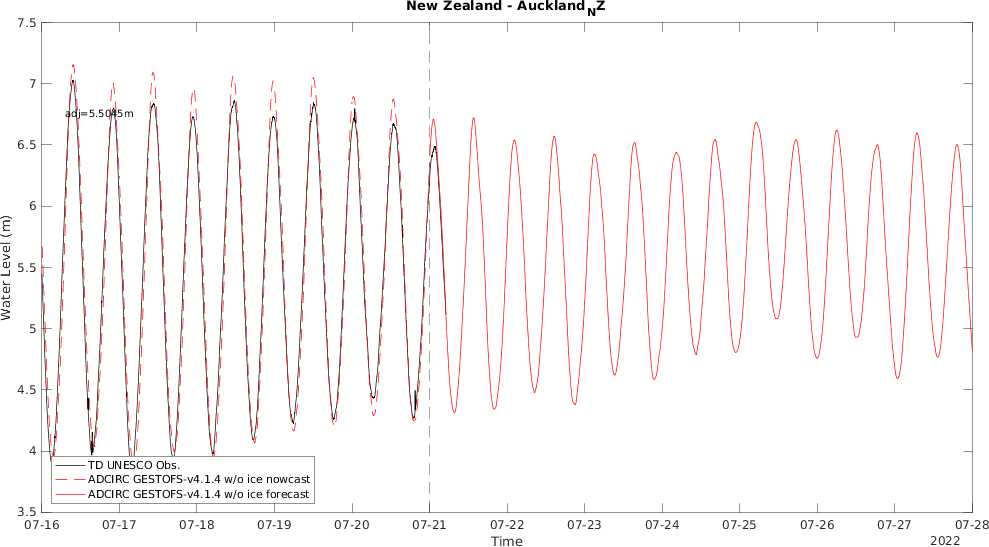 New Zealand - Auckland_NZ
7.5
7
6.5
6
5.5
5
4.5
4
3.5
Water Level (m)
adj=5.5045m
TD UNESCO Obs.
ADCIRC GESTOFS-v4.1.4 w/o ice nowcast
ADCIRC GESTOFS-v4.1.4 w/o ice forecast
07-16 07-17 07-18 07-19 07-20 07-21 07-22 07-23 07-24 07-25 07-26 07-27 07-28
Time
2022